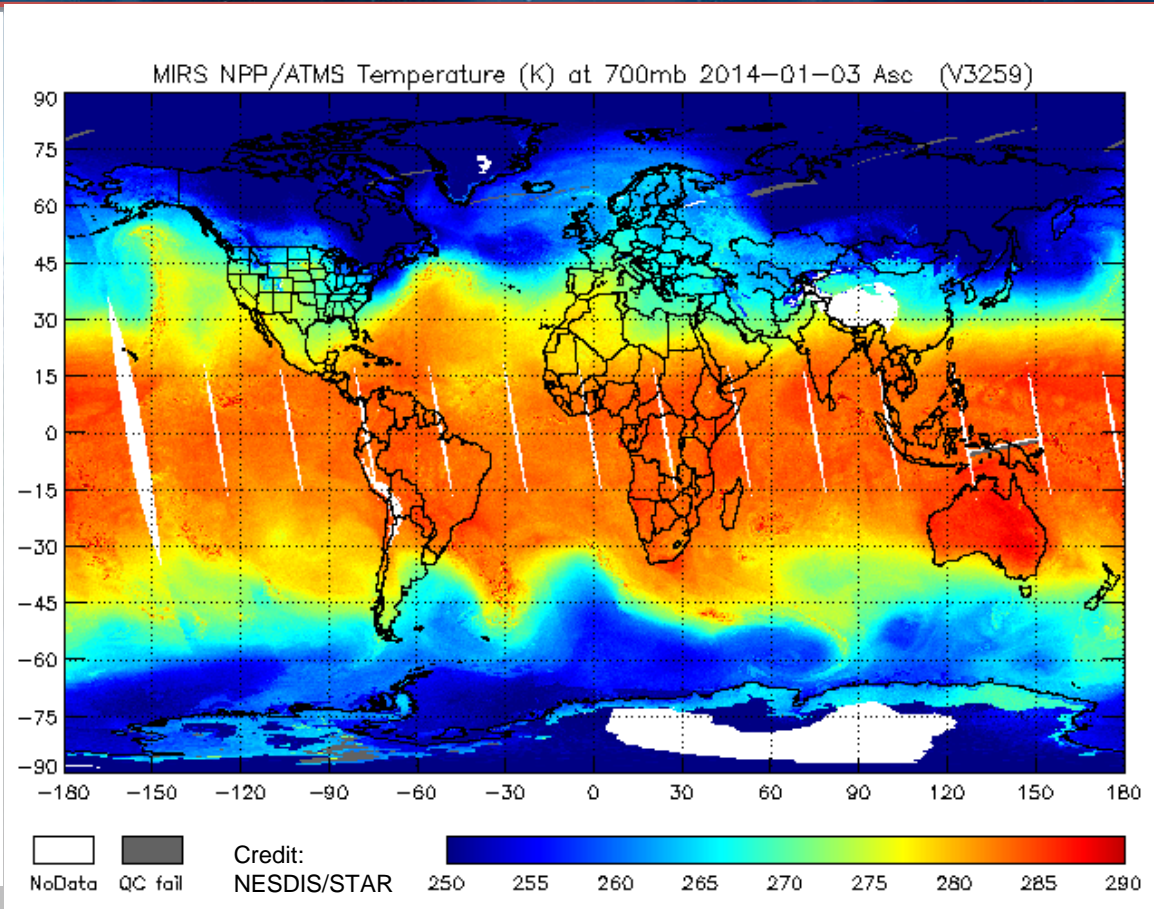 MIRS NPP/ATMS Temperature (K) at 700mb 2014-01-03 Asc (V3259)
90
75
60
45
30
15
0
-15
-30
-45
-60
-75
-90
-180 -150 -120 -90 -60 -30 0 30 60 90 120 150 180
NoData QC fail
Credit:
NESDIS/STAR
250 255 260 265 270 275 280 285 290